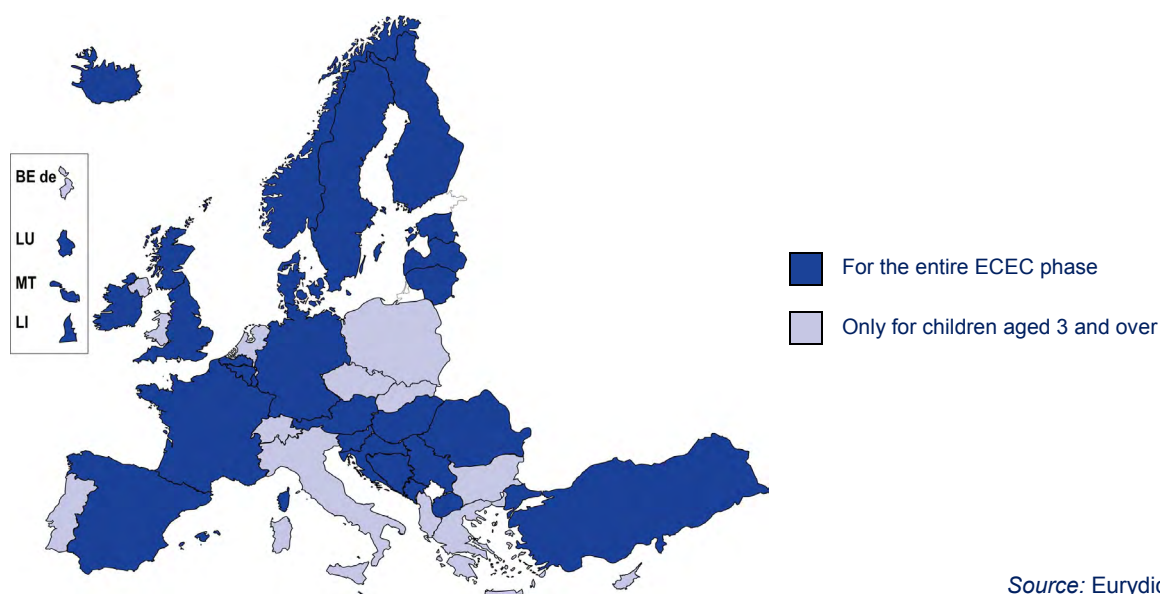 BE de
LU
MT
LI
For the entire ECEC phase
Only for children aged 3 and over
Source: